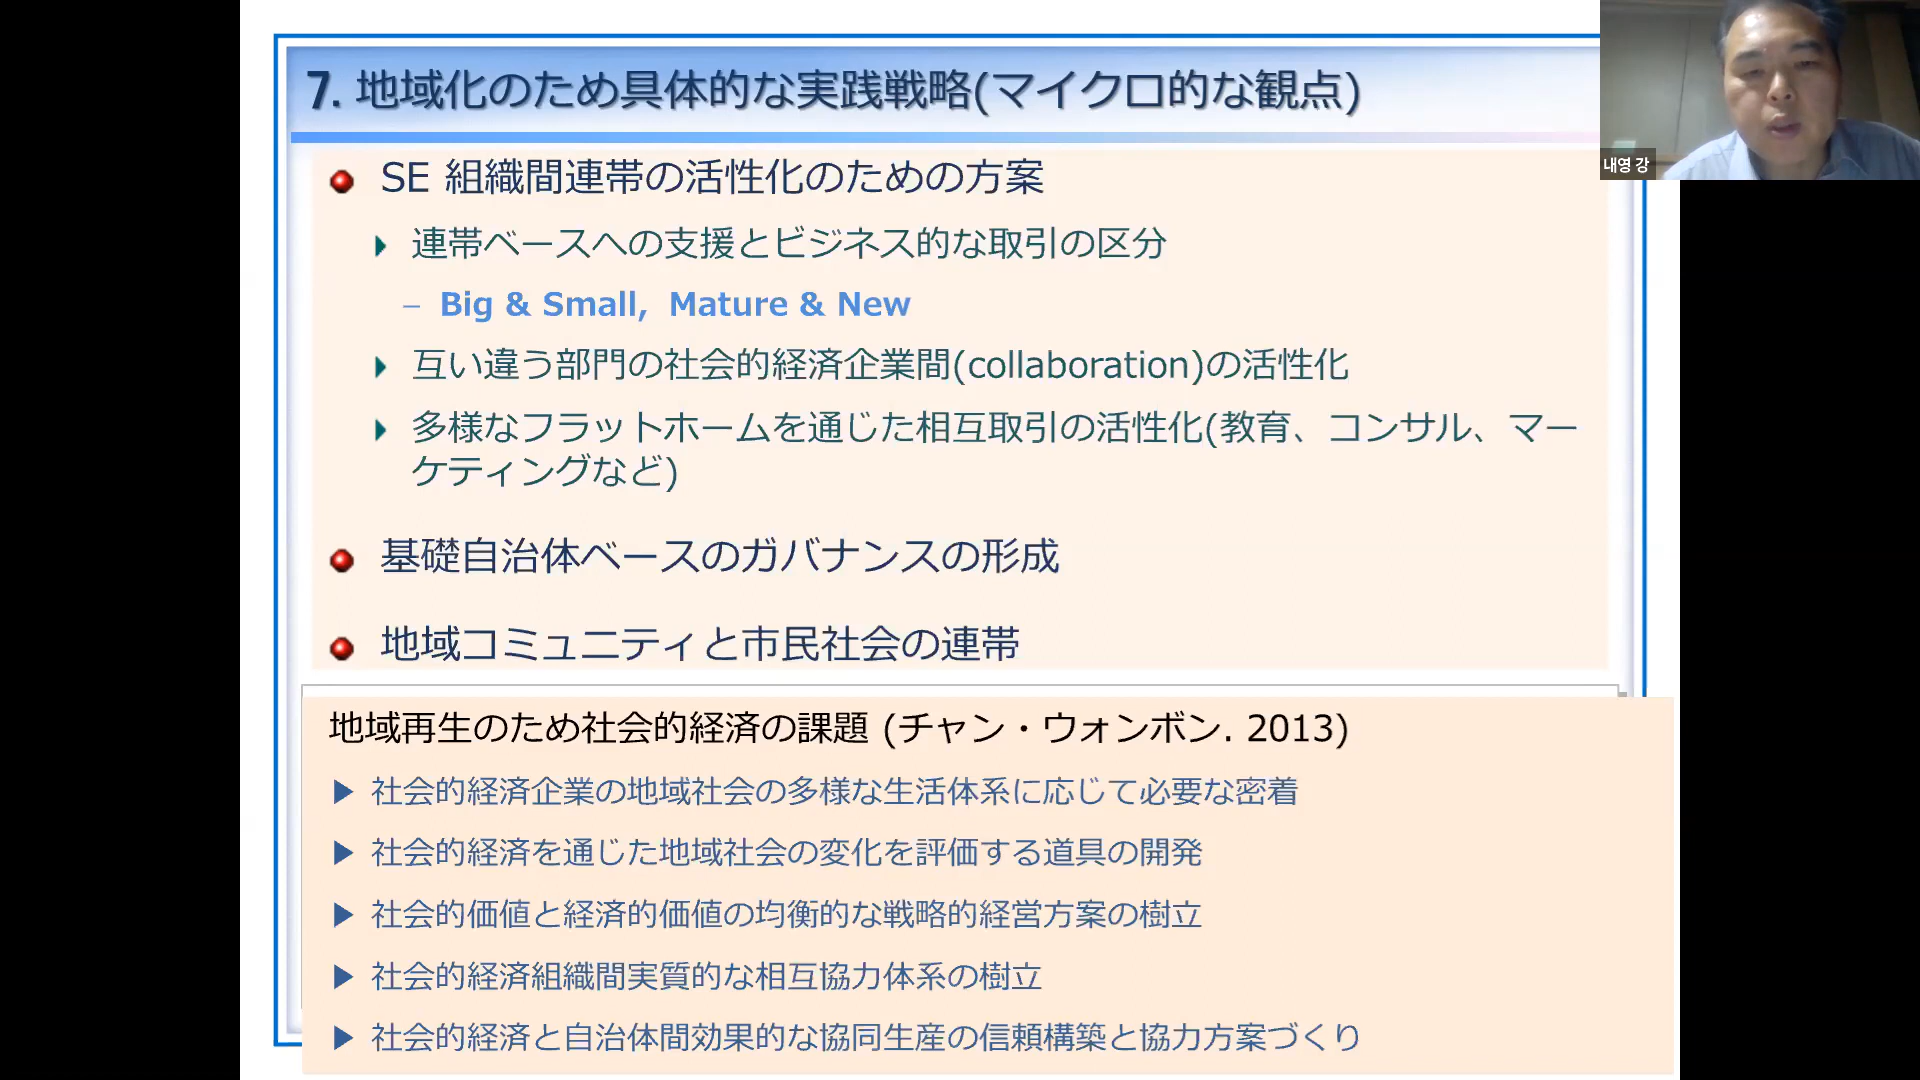 7. 地域化のため具体的な実践戦略(マイクロ的な観点)
SE 組織間連帯の活性化のための方案
連帯ベースへの支援とビジネス的な取引の区分
– Big & Small, Mature & New
互い違う部門の社会的経済企業間(collaboration)の活性化
多様なフラットホームを通じた相互取引の活性化(教育、コンサル、マー
ケティングなど)
基礎自治体ベースのガバナンスの形成
地域コミュニティと市民社会の連帯
地域再生のため社会的経済の課題 (チャン・ウォンボン. 2013)
▶ 社会的経済企業の地域社会の多様な生活体系に応じて必要な密着
▶ 社会的経済を通じた地域社会の変化を評価する道具の開発
▶ 社会的価値と経済的価値の均衡的な戦略的経営方案の樹立
▶ 社会的経済組織間実質的な相互協力体系の樹立
▶ 社会的経済と自治体間効果的な協同生産の信頼構築と協力方案づくり
내영 강